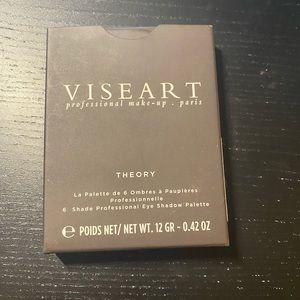 VISEART
professional make-up . paris
THEORY
La Palette de 6 Ombres à Paupières
Professionnelle
6 Shade Professional Eye Shadow Palette
℮ POIDS NET/ NET WT. 12 GR - 0.42 OZ